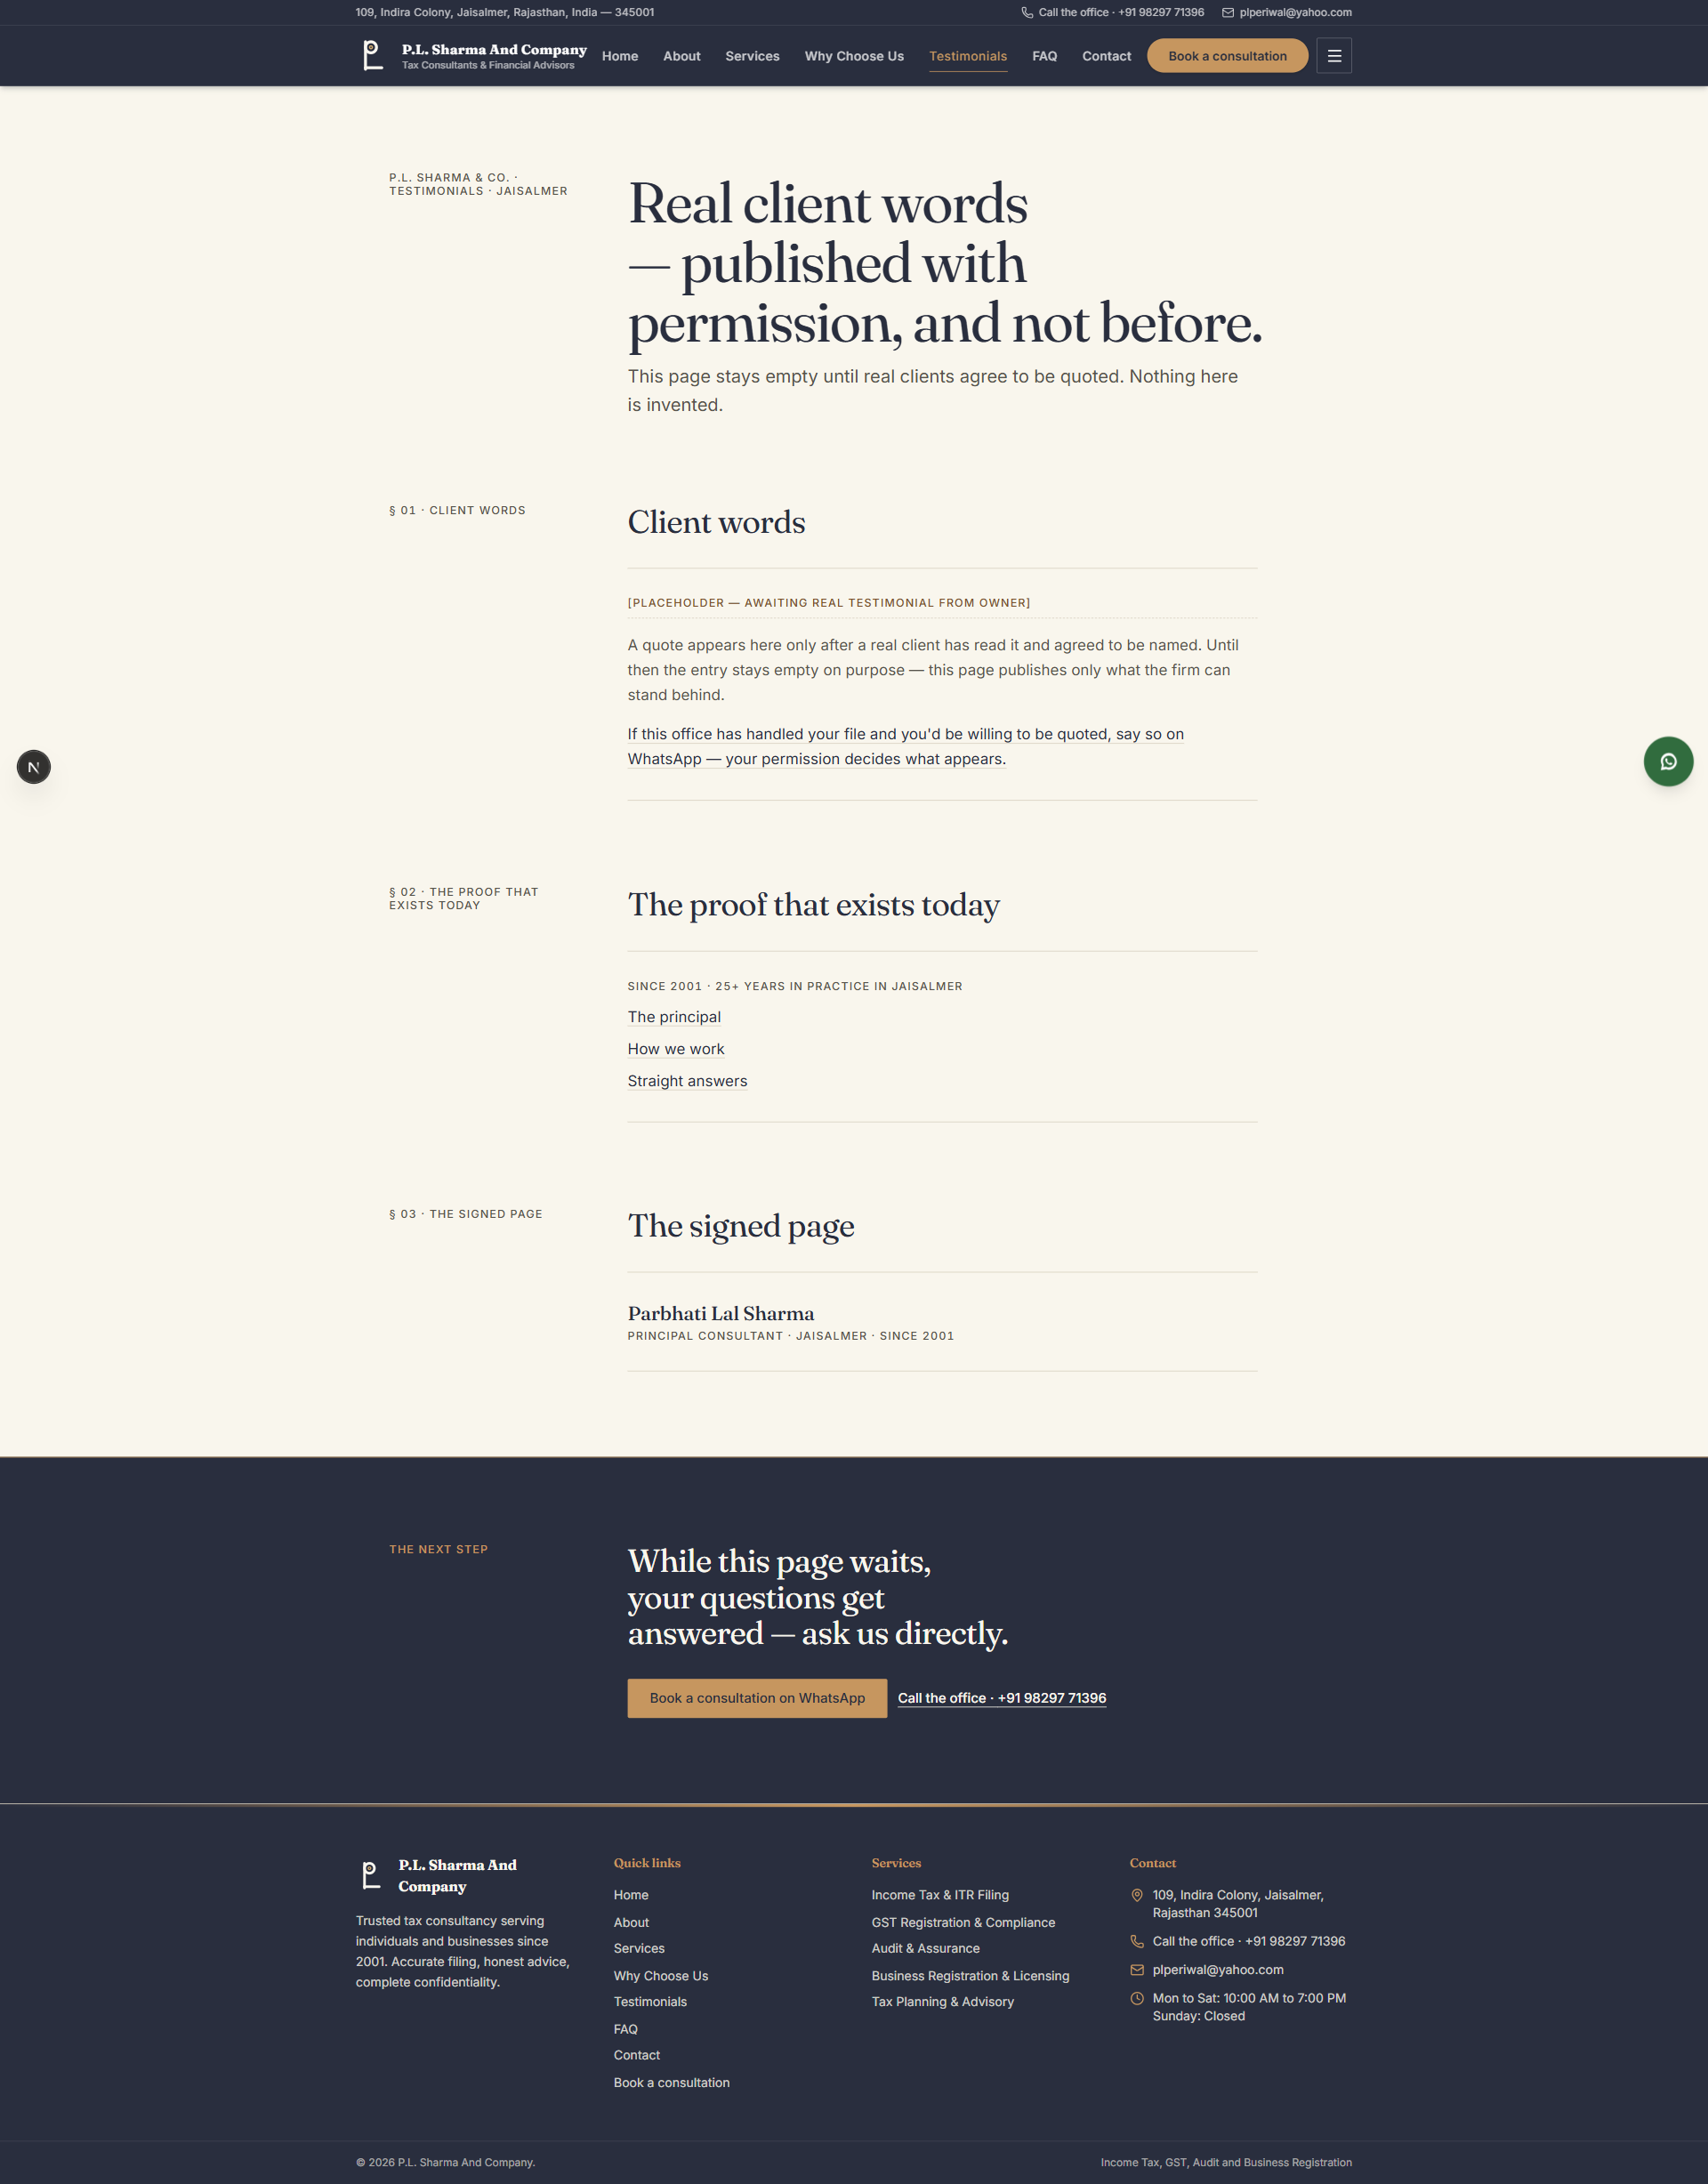 109, Indira Colony, Jaisalmer, Rajasthan, India — 345001
Call the office · +91 98297 71396
plperiwal@yahoo.com
P.L. Sharma And Company
Tax Consultants & Financial Advisors
Home
About
Services
Why Choose Us
Testimonials
FAQ
Contact
Book a consultation
P.L. SHARMA & CO. ·
TESTIMONIALS · JAISALMER
Real client words
— published with
permission, and not before.
This page stays empty until real clients agree to be quoted. Nothing here
is invented.
§ 01 · CLIENT WORDS
Client words
[PLACEHOLDER — AWAITING REAL TESTIMONIAL FROM OWNER]
A quote appears here only after a real client has read it and agreed to be named. Until
then the entry stays empty on purpose — this page publishes only what the firm can
stand behind.
If this office has handled your file and you'd be willing to be quoted, say so on
WhatsApp — your permission decides what appears.
N
§ 02 · THE PROOF THAT
EXISTS TODAY
The proof that exists today
SINCE 2001 · 25+ YEARS IN PRACTICE IN JAISALMER
The principal
How we work
Straight answers
§ 03 · THE SIGNED PAGE
The signed page
Parbhati Lal Sharma
PRINCIPAL CONSULTANT · JAISALMER · SINCE 2001
THE NEXT STEP
While this page waits,
your questions get
answered — ask us directly.
Book a consultation on WhatsApp
Call the office · +91 98297 71396
P.L. Sharma And
Company
Trusted tax consultancy serving
individuals and businesses since
2001. Accurate filing, honest advice,
complete confidentiality.
Quick links
Home
About
Services
Why Choose Us
Testimonials
FAQ
Contact
Book a consultation
Services
Income Tax & ITR Filing
GST Registration & Compliance
Audit & Assurance
Business Registration & Licensing
Tax Planning & Advisory
Contact
109, Indira Colony, Jaisalmer,
Rajasthan 345001
Call the office · +91 98297 71396
plperiwal@yahoo.com
Mon to Sat: 10:00 AM to 7:00 PM
Sunday: Closed
© 2026 P.L. Sharma And Company.
Income Tax, GST, Audit and Business Registration